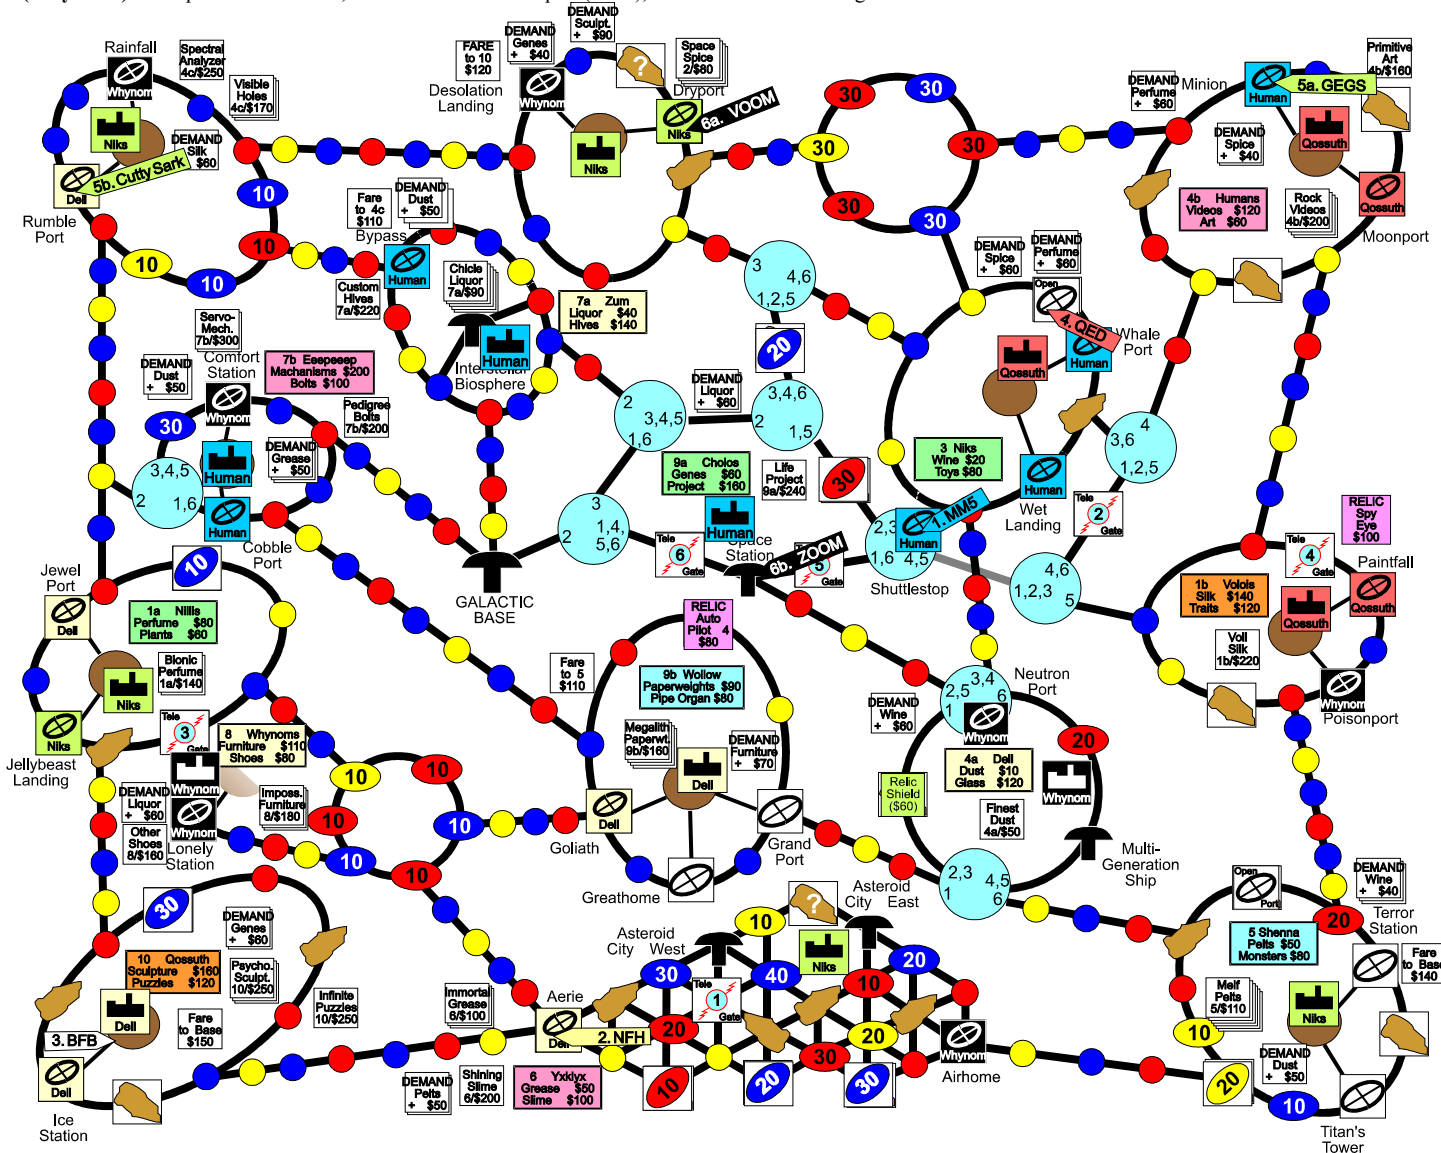 Rainfall
Whynom
Spectral
Analyzer
4c/$250
Visible
Holes
4c/$170
Niks
DEMAND
Silk
$60
5b. Cutty Sark
Dell
Rumble
Port
10
10
10
10
FARE
to 10
$120
Desolation
Landing
DEMAND
Genes
+ $40
DEMAND
Sculpt.
+ $90
?
Space
Spice
2/$80
Dryport
Whynom
Niks
Niks
6a. VOOM
30
30
30
30
30
30
Minion
DEMAND
Perfume
+ $60
Human
5a. GEGS
Primitive
Art
4b/$160
DEMAND
Spice
+ $40
Qossuth
Qossuth
Moonport
4b Humans
Videos $120
Art $60
Rock
Videos
4b/$200
Fare
to 4c
$110
Bypass
DEMAND
Dust
+ $50
Human
Custom
Hives
7a/$220
Chicle
Liquor
7a/$90
Human
Interstellar
Biosphere
7a Zum
Liquor $40
Hives $140
3
4,6
1,2,5
20
DEMAND
Spice
+ $60
DEMAND
Perfume
+ $60
Open
4. QED
Whale
Port
Human
Qossuth
Servo-
Mech.
7b/$300
Comfort
Station
DEMAND
Dust
+ $50
7b Eeepeeep
Machanisms $200
Bolts $100
Whynom
30
Human
DEMAND
Grease
+ $50
Pedigree
Bolts
7b/$200
3,4,5
2
1,6
Human
Cobble
Port
2
3,4,5
1,6
DEMAND
Liquor
+ $60
3,4,6
2
1,5
9a Cholos
Genes $60
Project $160
Life
Project
9a/$240
30
3 Niks
Wine $20
Toys $80
Human
Wet
Landing
4
3,6
1,2,5
Tele
2
Gate
3
2
1,4,
5,6
GALACTIC
BASE
Human
Space
Station
Tele
6
Gate
6b. ZOOM
5
Gate
2,3
1,6
4,5
Human
1. MM5
Shuttlestop
4,6
1,2,3
5
RELIC
Spy
Eye
$100
Tele
4
Gate
Painfall
Qossuth
Qossuth
1b Volois
Silk $140
Traits $120
Voll
Silk
1b/$220
Whynom
Poisonport
Jewel
Port
10
Dell
1a Nillis
Perfume $80
Plants $60
Bionic
Perfume
1a/$140
Niks
Niks
Jellybeast
Landing
Tele
3
Gate
8 Whynoms
Furniture $110
Shoes $80
Whynom
DEMAND
Liquor
+ $60
Whynom
Lonely
Station
Imposs.
Furniture
8/$180
Other
Shoes
8/$160
10
10
10
10
10
10
RELIC
Auto
Pilot 4
$80
Fare
to 5
$110
9b Wollow
Paperweights $90
Pipe Organ $80
Megalith
Paperwt.
9b/$160
DEMAND
Furniture
+ $70
Dell
Dell
Goliath
Grand
Port
Greathome
2,5
3,4
6
1
Neutron
Port
DEMAND
Wine
+ $60
Whynom
20
4a Dell
Dust $10
Glass $120
Whynom
Relic
Shield
($60)
Finest
Dust
4a/$50
Multi-
Generation
Ship
2,3
1
4,5
6
30
DEMAND
Genes
+ $60
10 Qossuth
Sculpture $160
Puzzles $120
Psycho.
Sculpt.
10/$250
Dell
Fare
to Base
$150
Infinite
Puzzles
10/$250
3. BFB
Dell
Ice
Station
Asteroid
City West
Asteroid
City East
10
?
Niks
30
40
20
10
Tele
1
Gate
20
20
30
10
20
30
Immortal
Grease
6/$100
Aerie
Dell
2. NFH
DEMAND
Pelts
+ $50
Shining
Slime
6/$200
6 Yxklyx
Grease $50
Slime $100
Whynom
Airhome
Open
Port
DEMAND
Wine
+ $40
20
Terror
Station
5 Shenna
Pelts $50
Monsters $80
Fare
to Base
$140
Melf
Pelts
5/$110
Niks
10
DEMAND
Dust
+ $50
20
10
Titan's
Tower